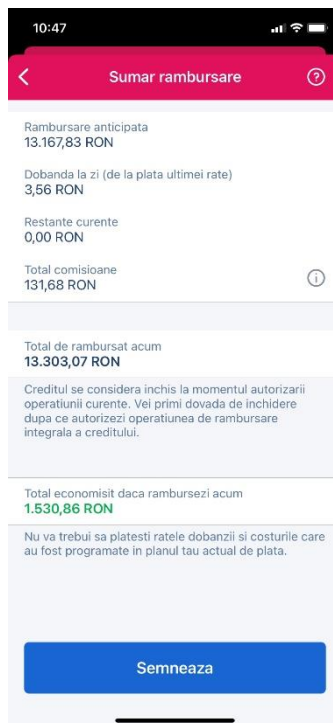 10:47
Sumar rambursare
Rambursare anticipata
13.167,83 RON
Dobanda la zi (de la plata ultimei rate)
3,56 RON
Restante curente
0,00 RON
Total comisioane
131,68 RON
Total de rambursat acum
13.303,07 RON
Creditul se considera inchis la momentul autorizarii
operatiunii curente. Vei primi dovada de inchidere
dupa ce autorizezi operatiunea de rambursare
integrala a creditului.
Total economisit daca rambursezi acum
1.530,86 RON
Nu va trebui sa platesti ratele dobanzii si costurile care
au fost programate in planul tau actual de plata.
Semneaza